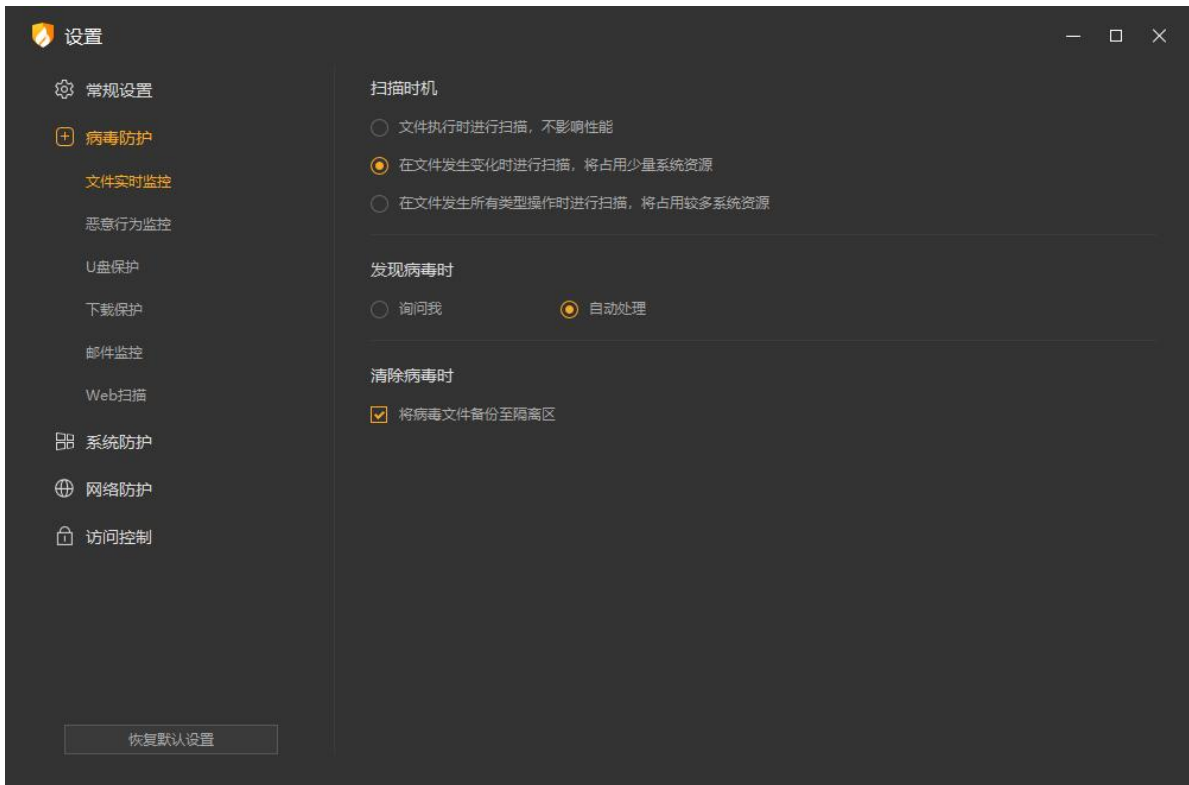 设置
常规设置
病毒防护
文件实时监控
恶意行为监控
U盘保护
下载保护
邮件监控
Web扫描
系统防护
网络防护
访问控制
恢复默认设置
扫描时机
文件执行时进行扫描，不影响性能
在文件发生变化时进行扫描，将占用少量系统资源
在文件发生所有类型操作时进行扫描，将占用较多系统资源
发现病毒时
询问我 自动处理
清除病毒时
将病毒文件备份至隔离区